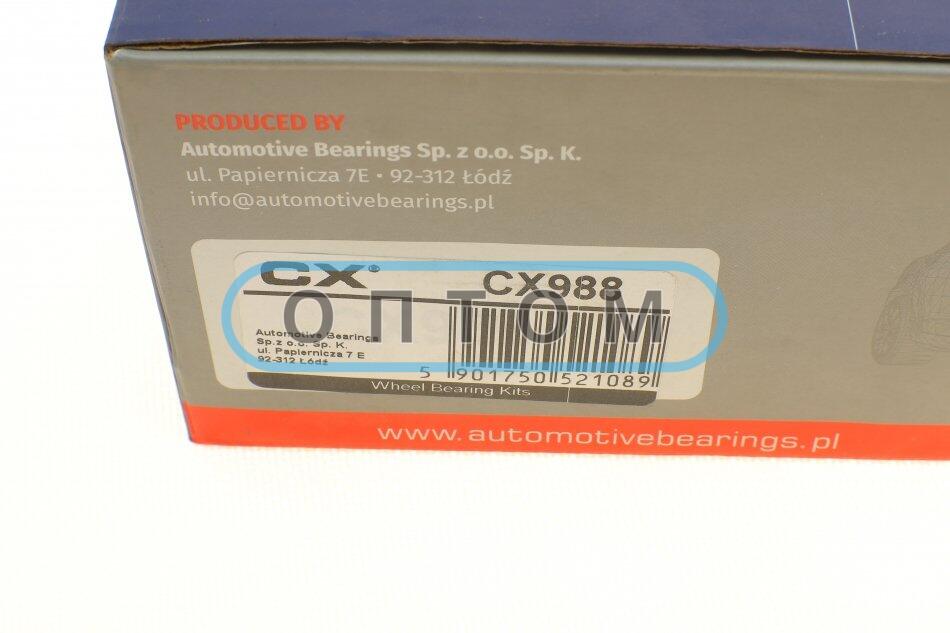 PRODUCED BY
Automotive Bearings Sp. z o.o. Sp. K.
ul. Papiernicza 7E • 92-312 Łódź
info@automotivebearings.pl
CX® CX988
ОПТОМ
Automotive Bearings
Sp.z o.o. Sp. K.
ul. Papiernicza 7 E
92-312 Łódź
5 901750 521089
Wheel Bearing Kits
www.automotivebearings.pl